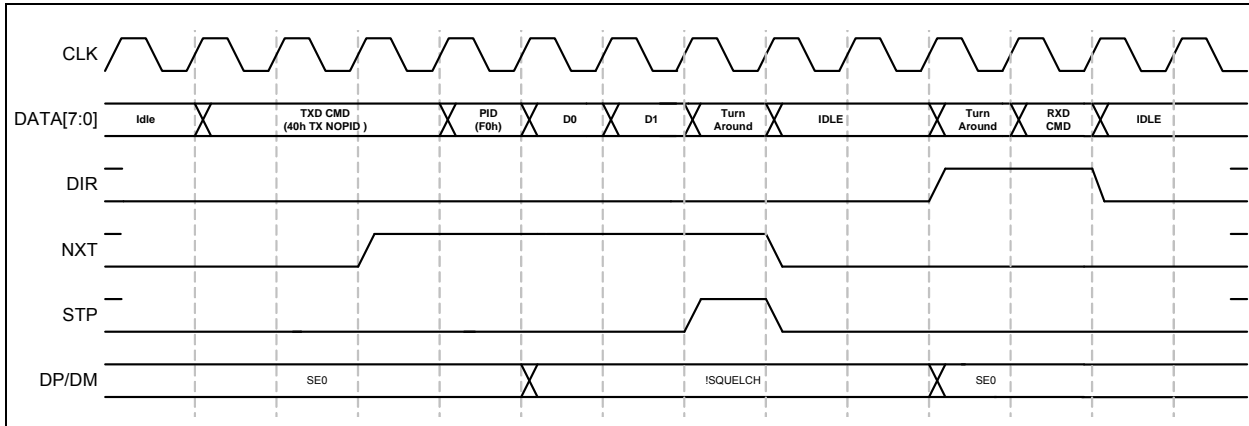 CLK
DATA[7:0]
Idle
TXD CMD
(40h TX NOPID )
PID
(F0h)
D0
D1
Turn
Around
IDLE
Turn
Around
RXD
CMD
IDLE
DIR
NXT
STP
DP/DM
SE0
!SQUELCH
SE0